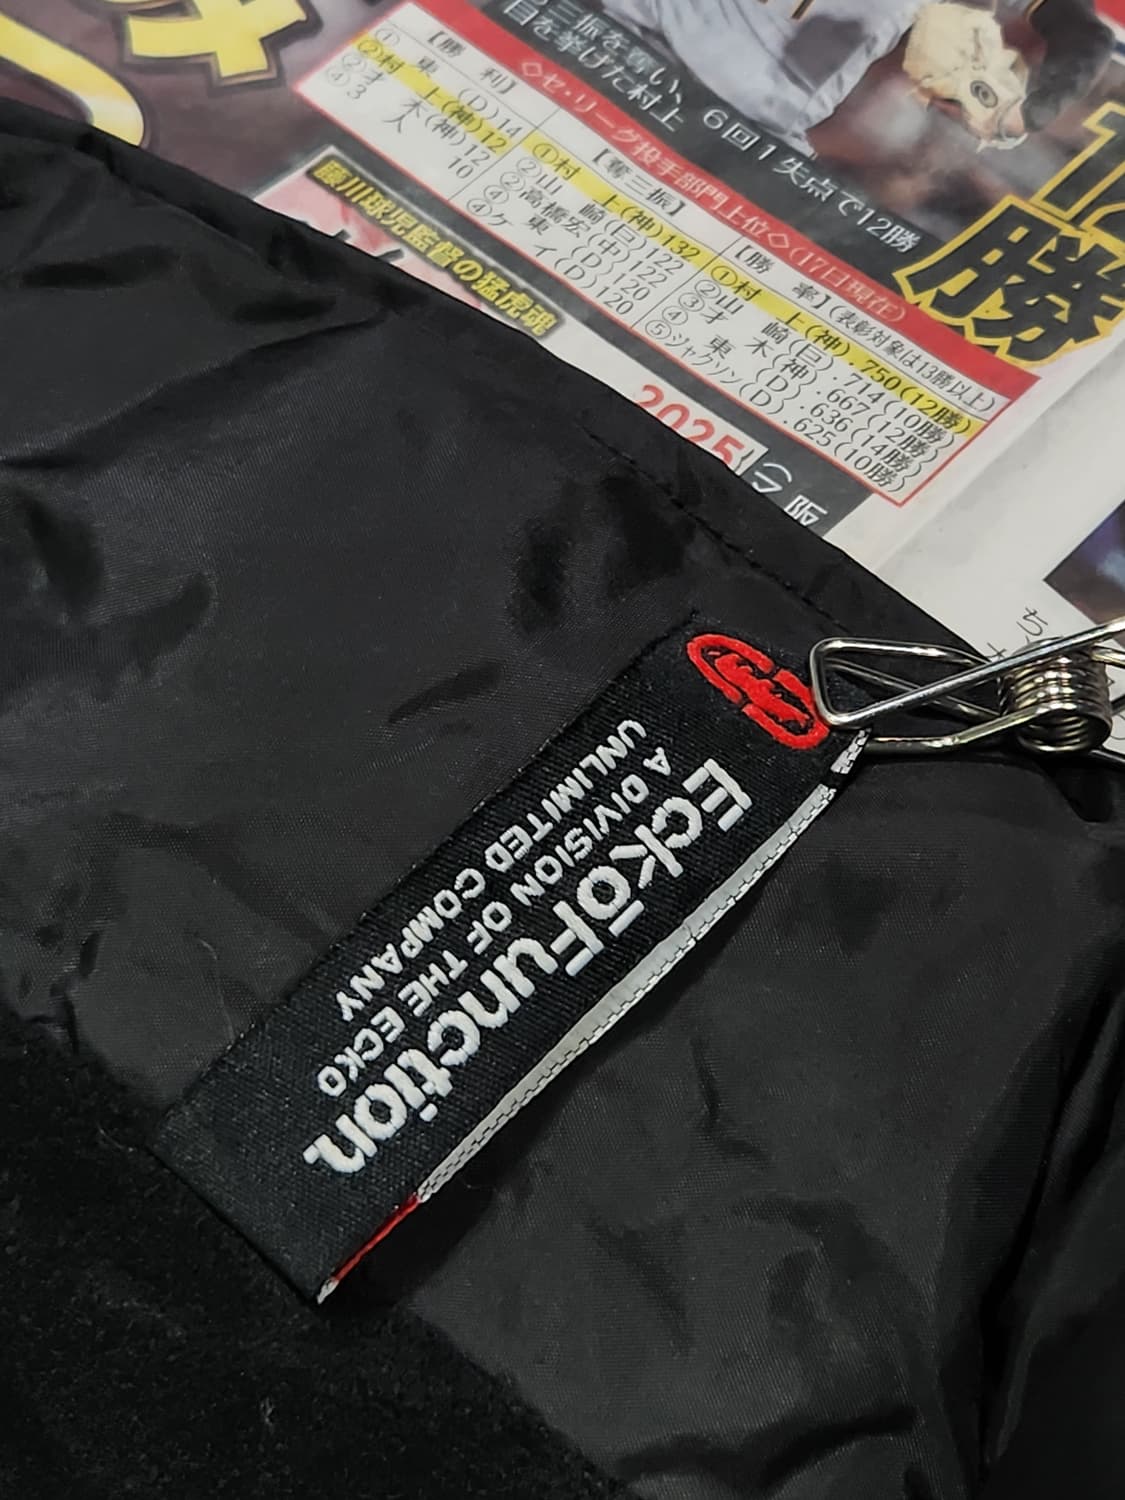 三振を奪い、6回1失点で12勝
目を挙げた村上
12
勝
◇セ・リーグ投手部門上位◇(17日現在)
【勝利】
①東(D)14
②村上(神)12
②才木(神)12
10
【奪三振】
①村上(神)132
②山崎(巨)122
②高橋宏(中)122
④東(D)120
④ケイ(D)120
【勝率】(表彰対象は13勝以上)
①村上(神).750(12勝)
②山崎(巨).714(10勝)
③才木(神).667(12勝)
④東(D).636(14勝)
⑤ジャクソン(D).625(10勝)
藤川球児監督の猛虎魂
2025
阪
EckōFunction.
A DIVISION OF THE ECKO
UNLIMITED COMPANY